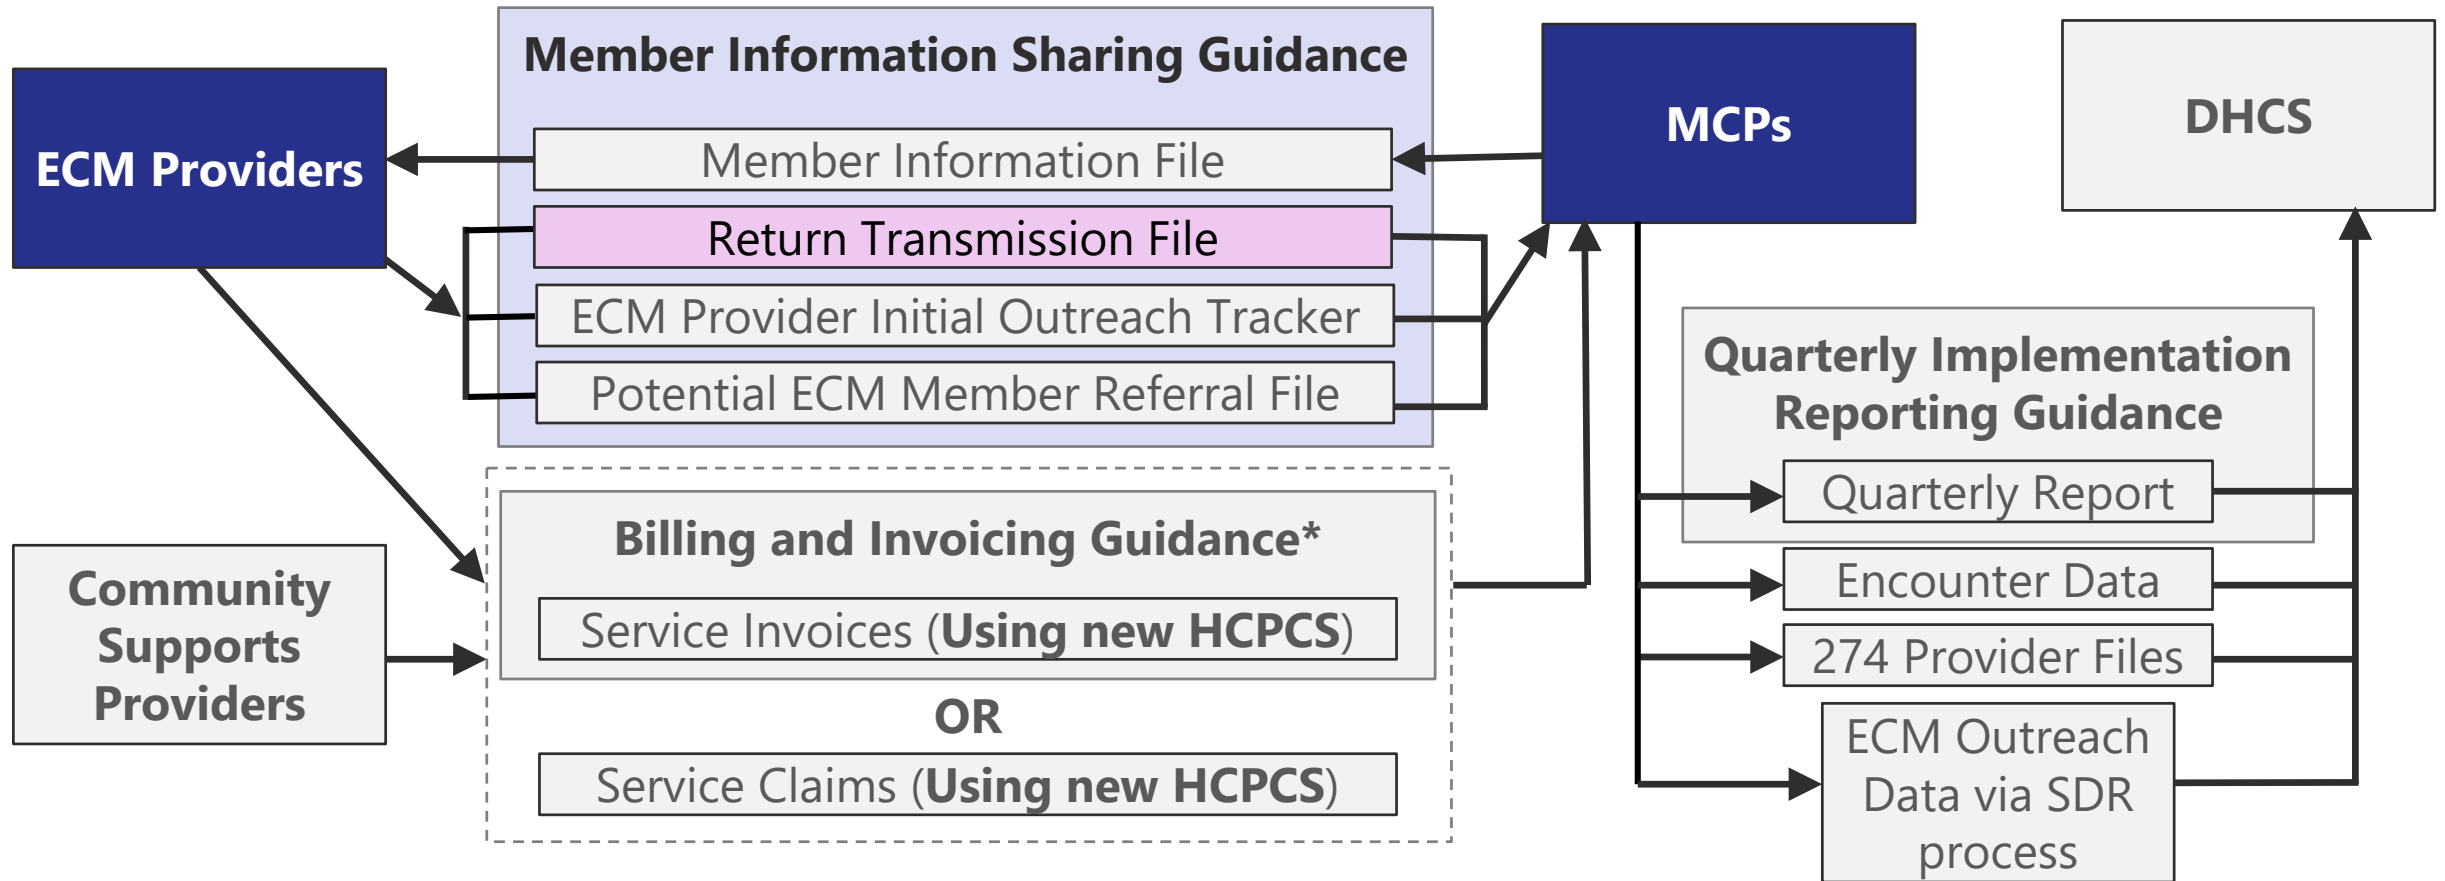 Member Information Sharing Guidance
ECM Providers
Member Information File
Return Transmission File
ECM Provider Initial Outreach Tracker
Potential ECM Member Referral File
MCPs
DHCS
Community
Supports
Providers
Billing and Invoicing Guidance*
Service Invoices (Using new HCPCS)
OR
Service Claims (Using new HCPCS)
Quarterly Implementation
Reporting Guidance
Quarterly Report
Encounter Data
274 Provider Files
ECM Outreach
Data via SDR
process